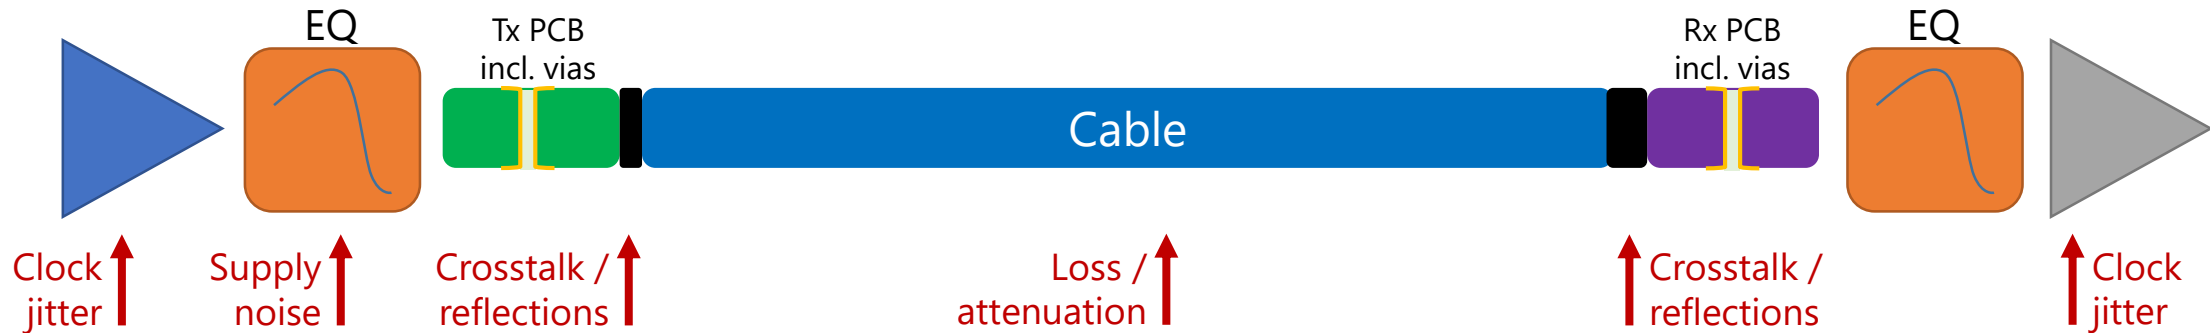 EQ
Tx PCB
incl. vias
Cable
Rx PCB
incl. vias
EQ
Clock
jitter
Supply
noise
Crosstalk /
reflections
Loss /
attenuation
Crosstalk /
reflections
Clock
jitter